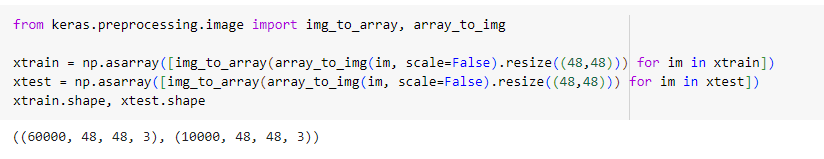 from keras.preprocessing.image import img_to_array, array_to_img
xtrain = np.asarray([img_to_array(array_to_img(im, scale=False).resize((48,48))) for im in xtrain])
xtest = np.asarray([img_to_array(array_to_img(im, scale=False).resize((48,48))) for im in xtest])
xtrain.shape, xtest.shape
((60000, 48, 48, 3), (10000, 48, 48, 3))